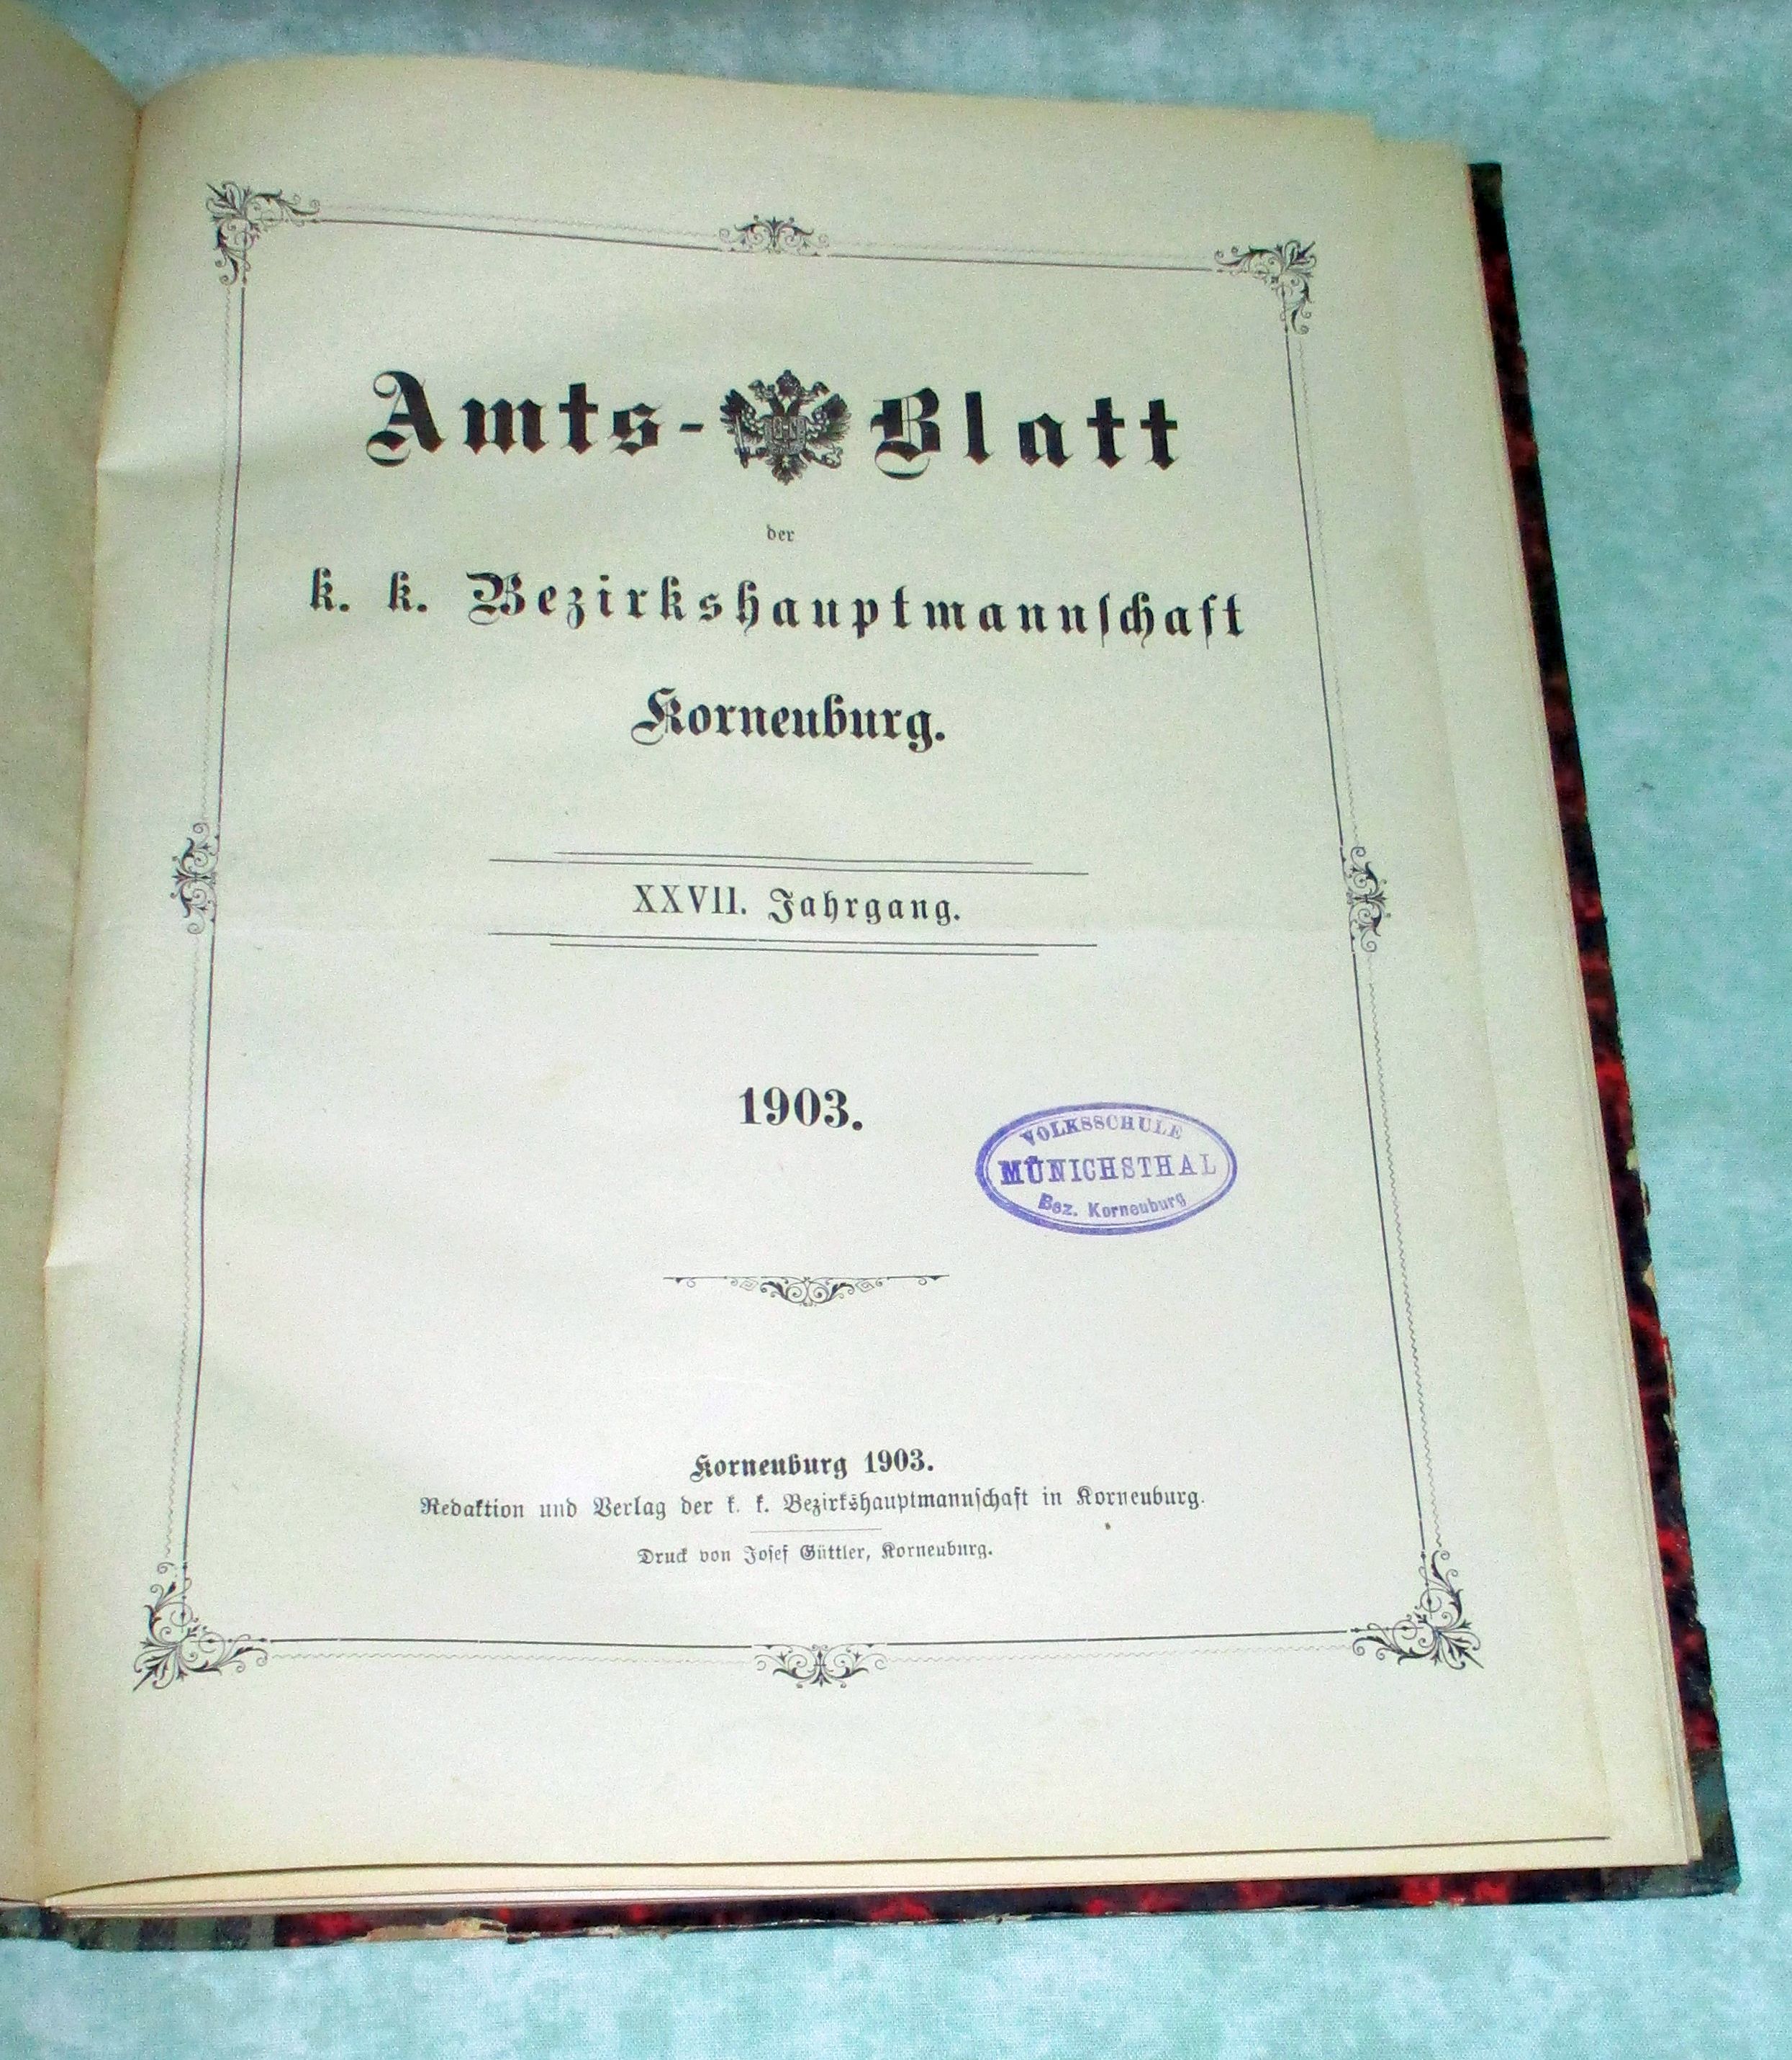 Amts-Blatt
der
k. k. Bezirkshauptmannschaft
Korneuburg.
XXVII. Jahrgang.
1903.
VOLKSSCHULE
MÜNICHSTHAL
Bez. Korneuburg
Korneuburg 1903.
Redaktion und Verlag der k. k. Bezirkshauptmannschaft in Korneuburg.
Druck von Josef Güttler, Korneuburg.